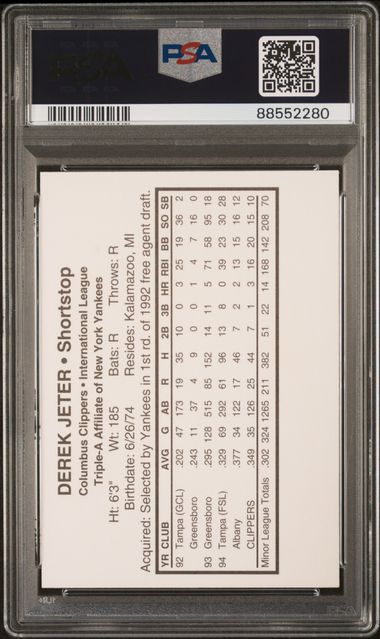 PSA
PSA
88552280
DEREK JETER • Shortstop
Columbus Clippers • International League
Triple-A Affiliate of New York Yankees
Ht: 6'3" Wt: 185 Bats: R Throws: R
Birthdate: 6/26/74 Resides: Kalamazoo, MI
Acquired: Selected by Yankees in 1st rd. of 1992 free agent draft.
YR CLUB AVG G AB R H 2B 3B HR RBI BB SO SB
92 Tampa (GCL) .202 47 173 19 35 10 0 3 25 19 36 2
Greensboro .243 11 37 4 9 0 0 1 4 7 16 0
93 Greensboro .295 128 515 85 152 14 11 5 71 58 95 18
94 Tampa (FSL) .329 69 292 61 96 13 8 0 39 23 30 28
Albany .377 34 122 17 46 7 2 2 13 15 16 12
CLIPPERS .349 35 126 25 44 7 1 3 16 20 15 10
Minor League Totals .302 324 1265 211 382 51 22 14 168 142 208 70